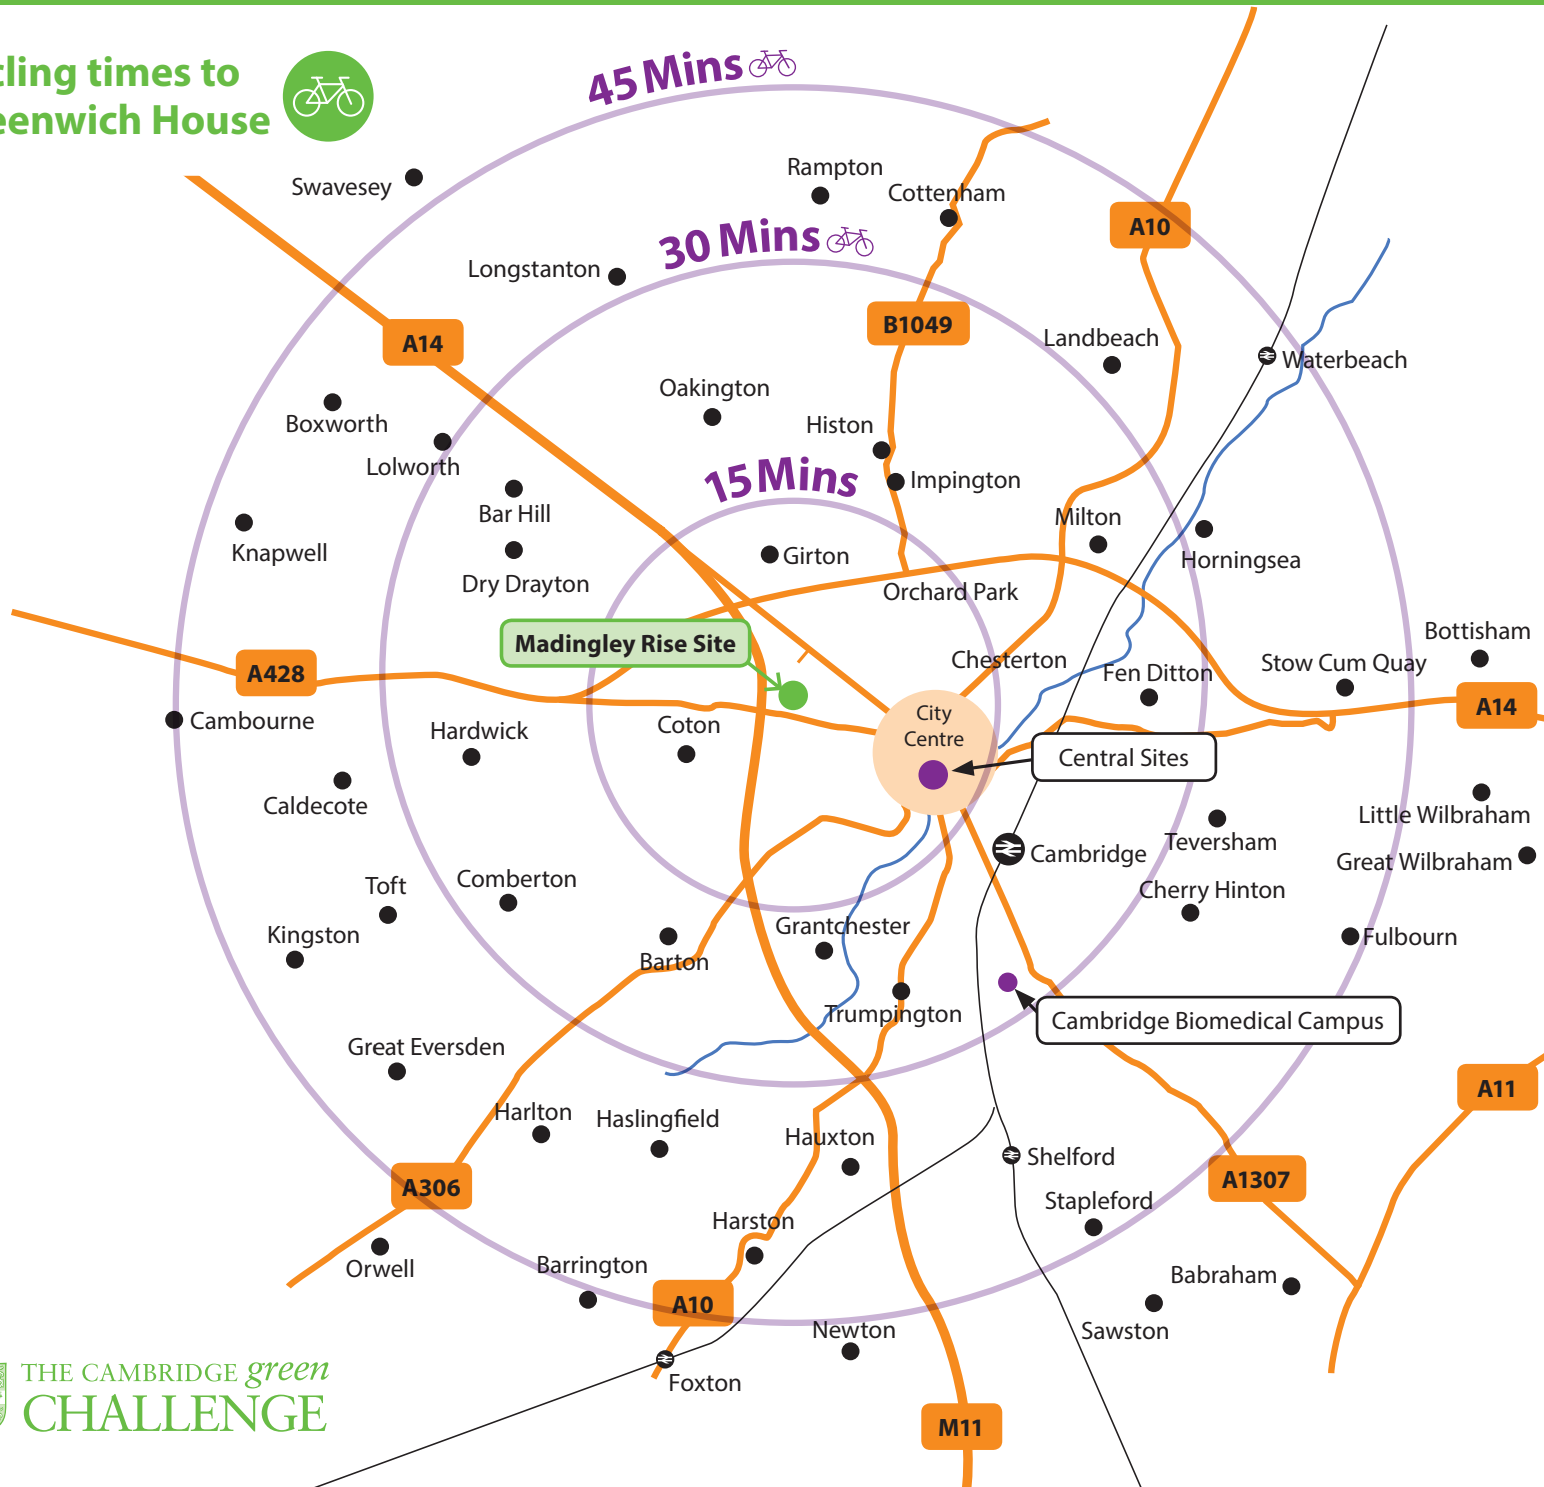 tling times to
eenwich House
45 Mins
Swavesey
Rampton
Cottenham
A10
30 Mins
Longstanton
B1049
A14
Landbeach
Waterbeach
Oakington
Boxworth
Histon
Lolworth
15 Mins
Impington
Bar Hill
Milton
Knapwell
Girton
Horningsea
Dry Drayton
Orchard Park
Madingley Rise Site
Bottisham
Chesterton
Stow Cum Quay
A428
Fen Ditton
A14
Cambourne
City
Centre
Hardwick
Coton
Central Sites
Caldecote
Little Wilbraham
Teversham
Cambridge
Great Wilbraham
Toft
Comberton
Cherry Hinton
Kingston
Grantchester
Fulbourn
Barton
Trumpington
Cambridge Biomedical Campus
Great Eversden
A11
Harlton
Haslingfield
Hauxton
Shelford
A306
A1307
Stapleford
Harston
Orwell
Barrington
Babraham
A10
Newton
Sawston
Foxton
THE CAMBRIDGE green
CHALLENGE
M11